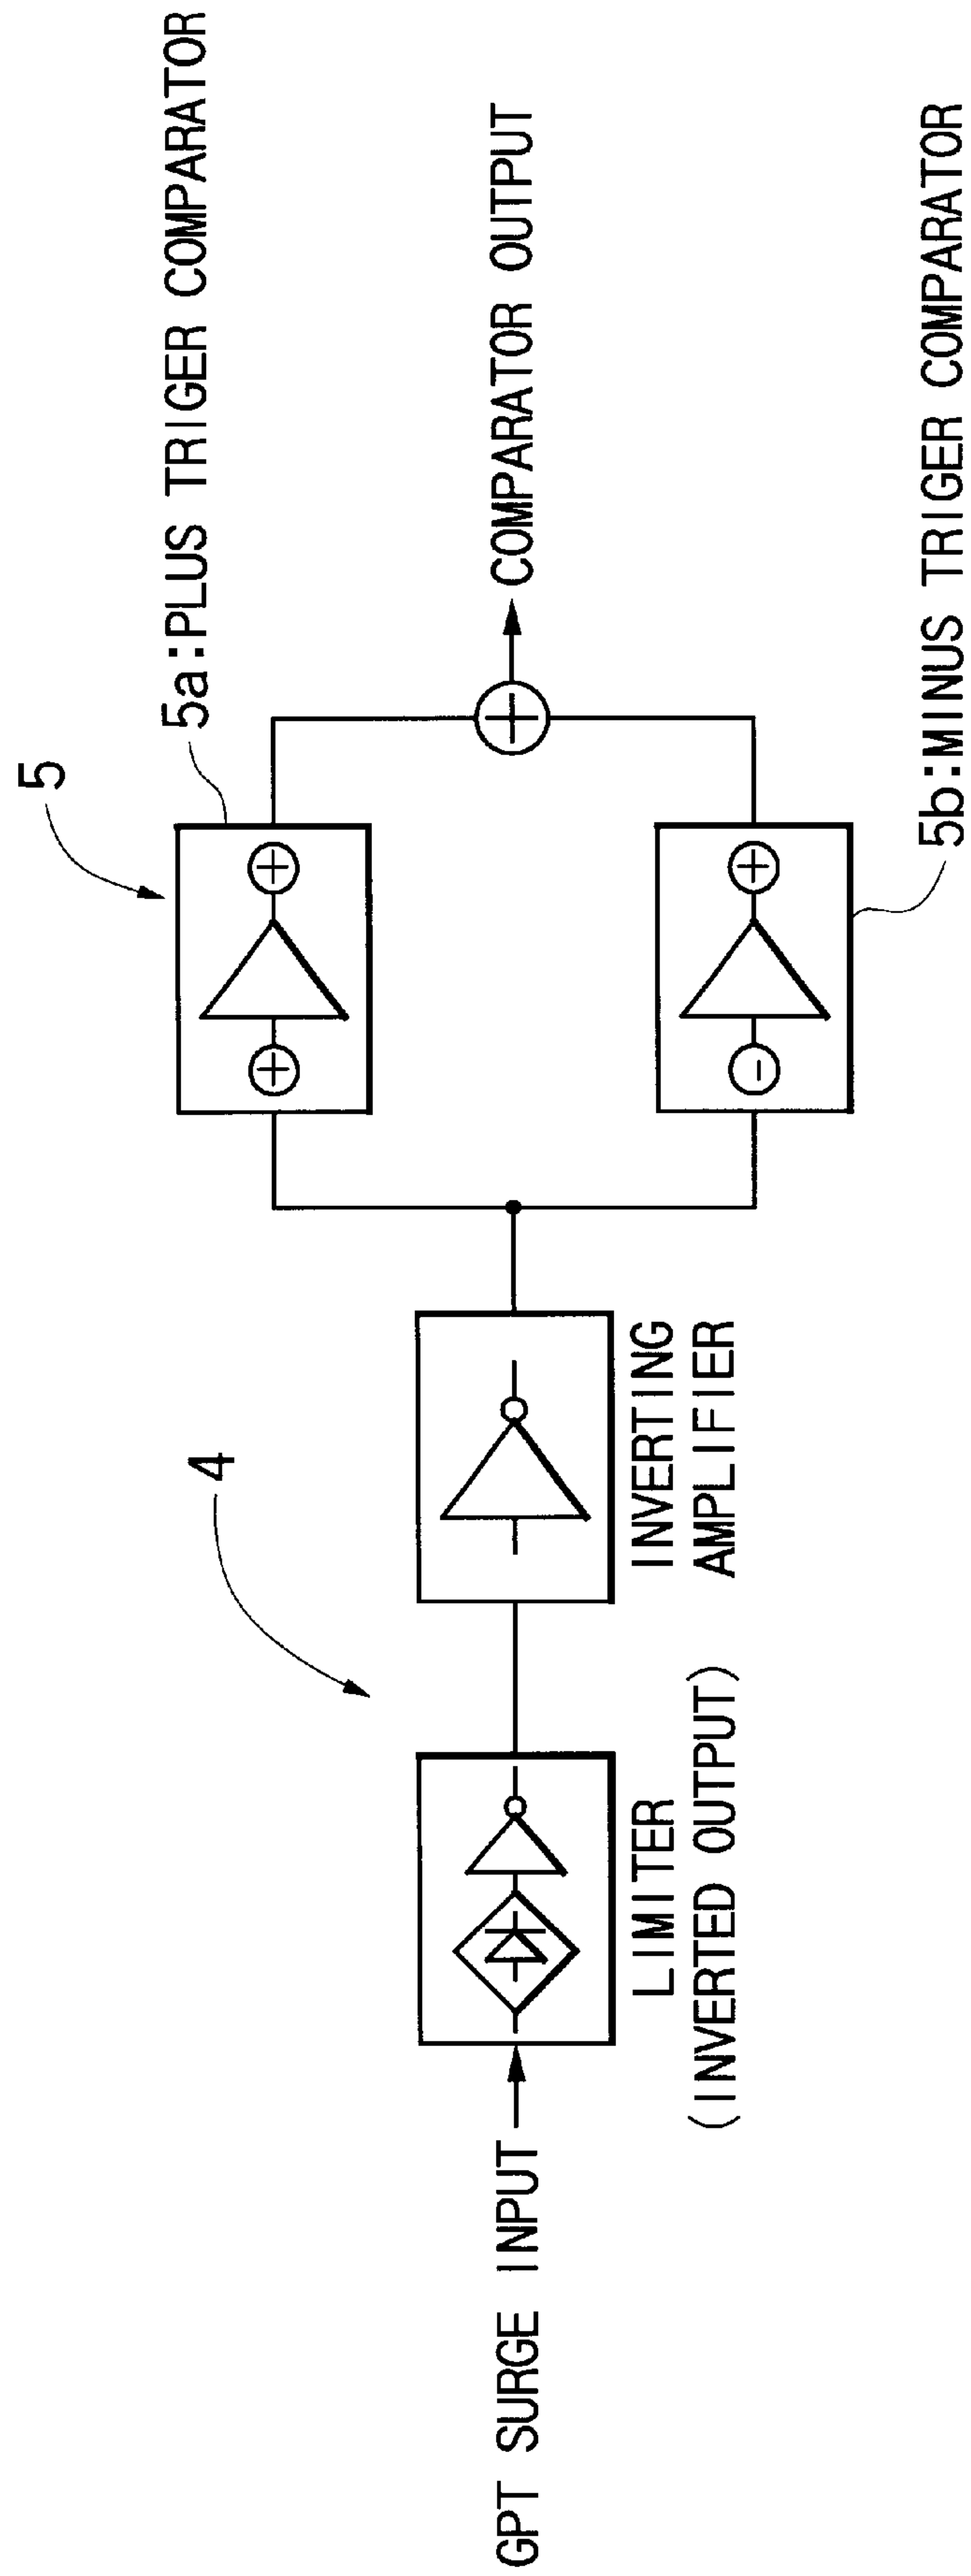 5
5a:PLUS TRIGER COMPARATOR
4
GPT SURGE INPUT
COMPARATOR OUTPUT
LIMITER
(INVERTED OUTPUT)
INVERTING
AMPLIFIER
5b:MINUS TRIGER COMPARATOR